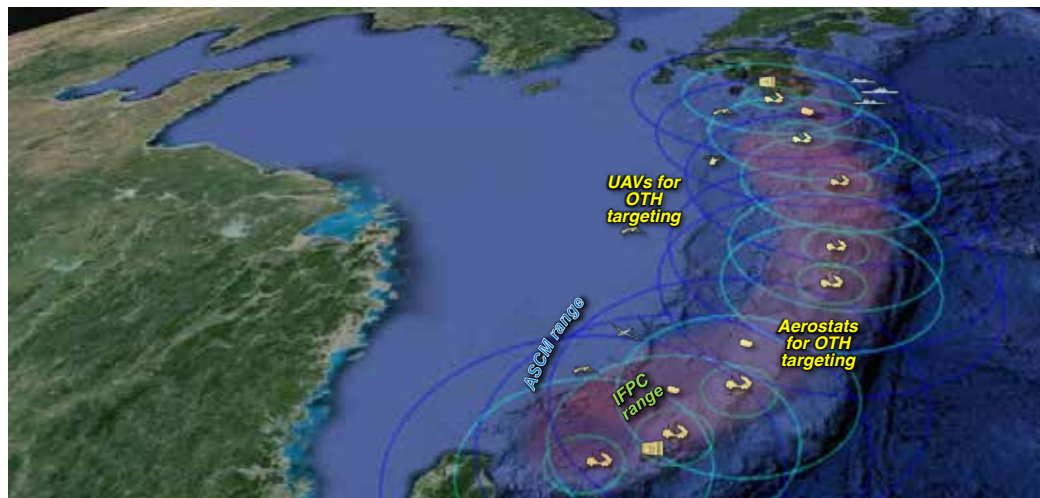 UAVs for
OTH
targeting
ASCM range
Aerostats
for OTH
targeting
IFPC
range